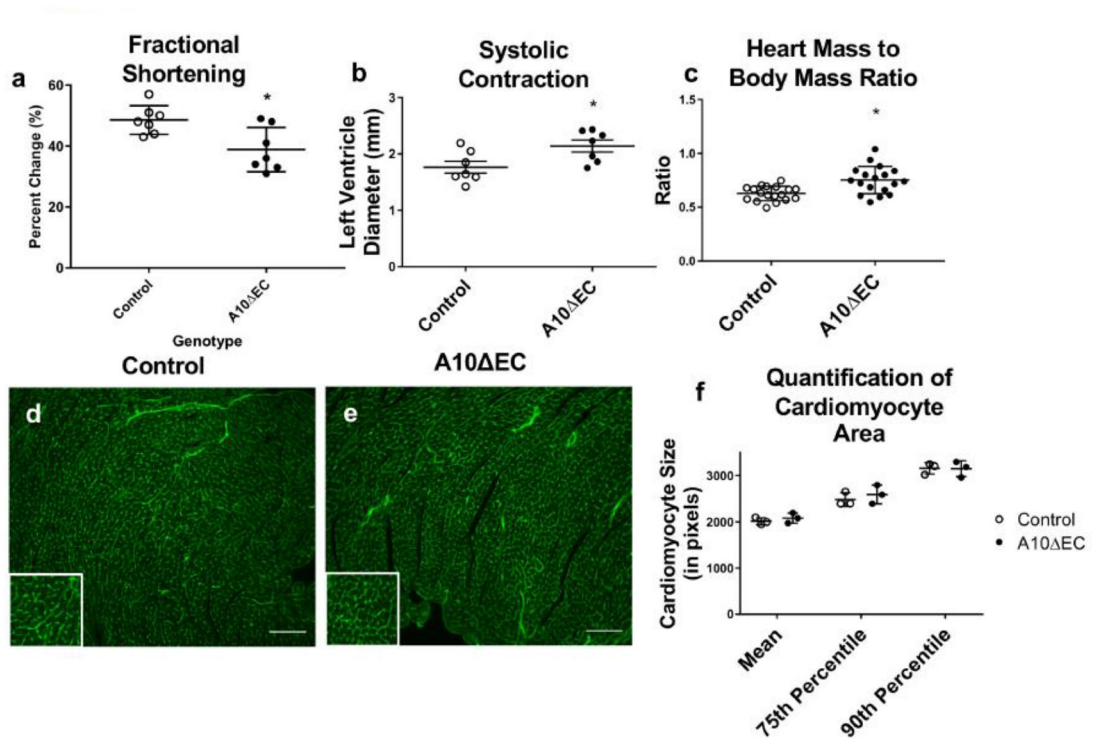 a
Fractional
Shortening
Percent Change (%)
60
40
20
0
*
Control
A10ΔEC
Genotype
b
Systolic
Contraction
Left Ventricle
Diameter (mm)
3
2
1
0
*
Control
A10ΔEC
c
Heart Mass to
Body Mass Ratio
Ratio
1.5
1.0
0.5
0.0
*
Control
A10ΔEC
Control
d
A10ΔEC
e
f
Quantification of
Cardiomyocyte
Area
Cardiomyocyte Size
(in pixels)
3000
2000
1000
0
Mean
75th Percentile
90th Percentile
Control
A10ΔEC